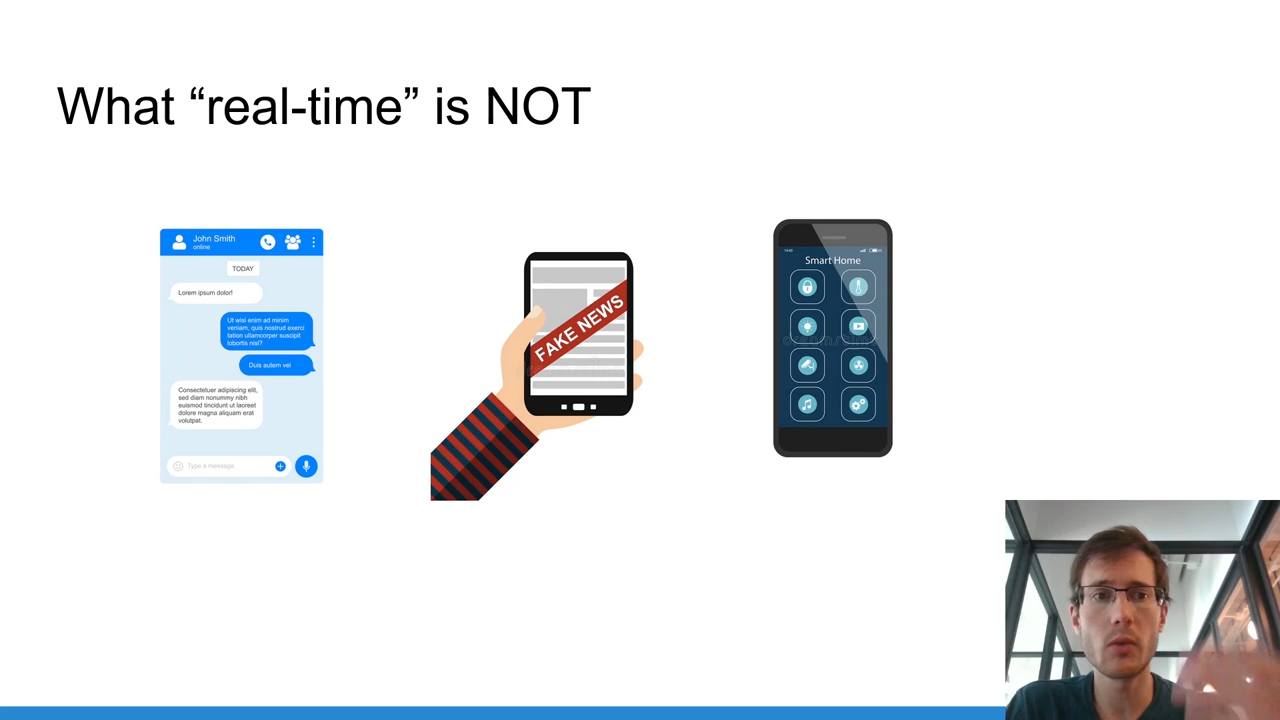 What “real-time” is NOT
John Smith
online
TODAY
Lorem ipsum dolor!
Ut wisi enim ad minim
veniam, quis nostrud exerci
tation ullamcorper suscipit
lobortis nisl?
Duis autem vel
Consectetuer adipiscing elit,
sed diam nonummy nibh
euismod tincidunt ut laoreet
dolore magna aliquam erat
volutpat.
Type a message
FAKE NEWS
Smart Home